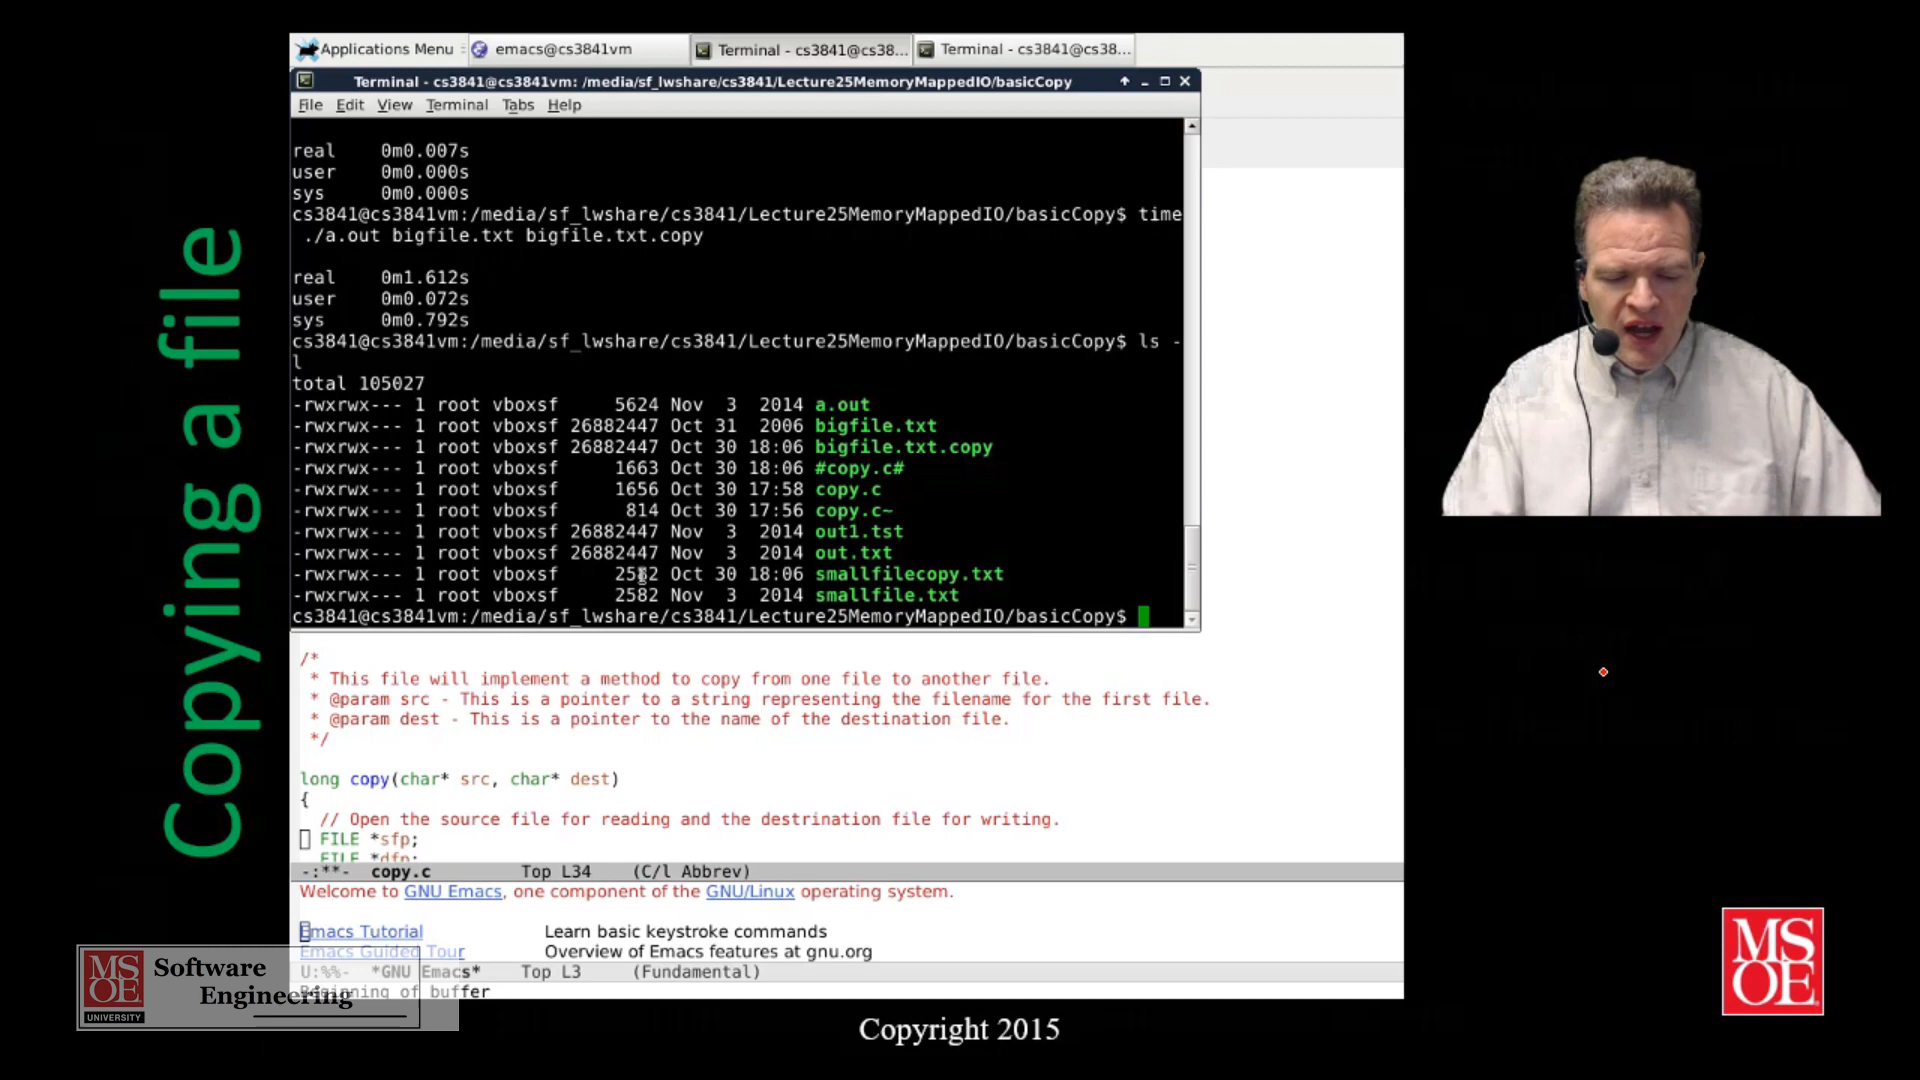 Copying a file
Applications Menu
emacs@cs3841vm
Terminal - cs3841@cs38...
Terminal - cs3841@cs38...
Terminal - cs3841@cs3841vm: /media/sf_lwshare/cs3841/Lecture25MemoryMappedIO/basicCopy
File Edit View Terminal Tabs Help
real 0m0.007s
user 0m0.000s
sys 0m0.000s
cs3841@cs3841vm:/media/sf_lwshare/cs3841/Lecture25MemoryMappedIO/basicCopy$ time
./a.out bigfile.txt bigfile.txt.copy
real 0m1.612s
user 0m0.072s
sys 0m0.792s
cs3841@cs3841vm:/media/sf_lwshare/cs3841/Lecture25MemoryMappedIO/basicCopy$ ls -
l
total 105027
-rwxrwx--- 1 root vboxsf 5624 Nov 3 2014 a.out
-rwxrwx--- 1 root vboxsf 26882447 Oct 31 2006 bigfile.txt
-rwxrwx--- 1 root vboxsf 26882447 Oct 30 18:06 bigfile.txt.copy
-rwxrwx--- 1 root vboxsf 1663 Oct 30 18:06 #copy.c#
-rwxrwx--- 1 root vboxsf 1656 Oct 30 17:58 copy.c
-rwxrwx--- 1 root vboxsf 814 Oct 30 17:56 copy.c~
-rwxrwx--- 1 root vboxsf 26882447 Nov 3 2014 out1.tst
-rwxrwx--- 1 root vboxsf 26882447 Nov 3 2014 out.txt
-rwxrwx--- 1 root vboxsf 2582 Oct 30 18:06 smallfilecopy.txt
-rwxrwx--- 1 root vboxsf 2582 Nov 3 2014 smallfile.txt
cs3841@cs3841vm:/media/sf_lwshare/cs3841/Lecture25MemoryMappedIO/basicCopy$
/*
* This file will implement a method to copy from one file to another file.
* @param src - This is a pointer to a string representing the filename for the first file.
* @param dest - This is a pointer to the name of the destination file.
*/
long copy(char* src, char* dest)
{
// Open the source file for reading and the destrination file for writing.
FILE *sfp;
FILE *dfp;
-:**- copy.c Top L34 (C/l Abbrev)
Welcome to GNU Emacs, one component of the GNU/Linux operating system.
Emacs Tutorial Learn basic keystroke commands
Emacs Guided Tour Overview of Emacs features at gnu.org
U:%%- *GNU Emacs* Top L3 (Fundamental)
Beginning of buffer
MS
OE
UNIVERSITY
Software
Engineering
Copyright 2015
MS
OE